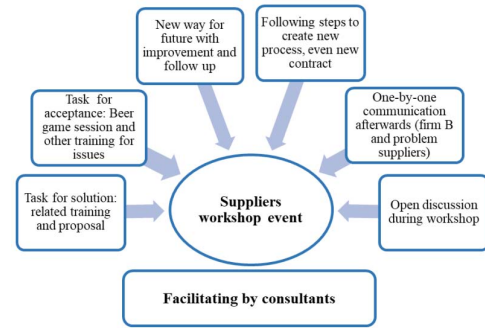 New way for
future with
improvement and
follow up
Following steps to
create new
process, even new
contract
Task for
acceptance: Beer
game session and
other training for
issues
One-by-one
communication
afterwards (firm B
and problem
suppliers)
Task for solution:
related training
and proposal
Suppliers
workshop event
Open discussion
during workshop
Facilitating by consultants